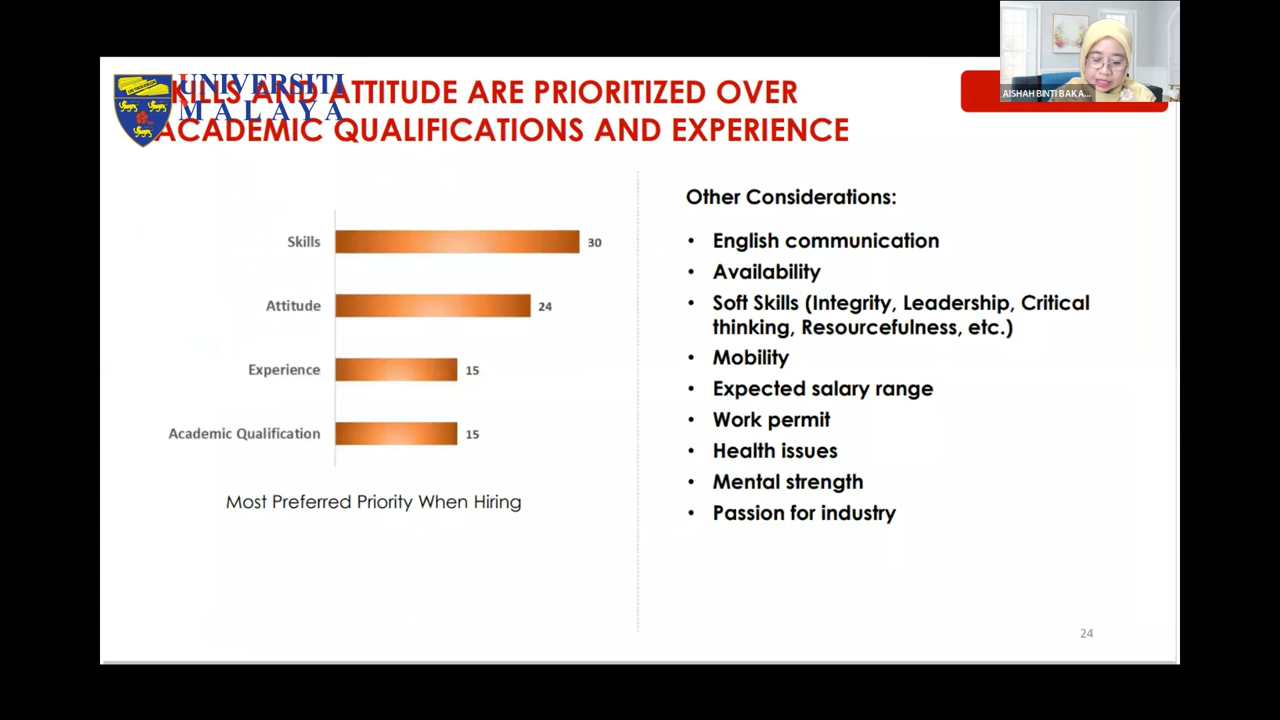 UNIVERSITI
MALAYA
SKILLS AND ATTITUDE ARE PRIORITIZED OVER
ACADEMIC QUALIFICATIONS AND EXPERIENCE
AISHAH BINTI BAKA...
Skills
30
Attitude
24
Experience
15
Academic Qualification
15
Most Preferred Priority When Hiring
Other Considerations:
• English communication
• Availability
• Soft Skills (Integrity, Leadership, Critical
thinking, Resourcefulness, etc.)
• Mobility
• Expected salary range
• Work permit
• Health issues
• Mental strength
• Passion for industry
24